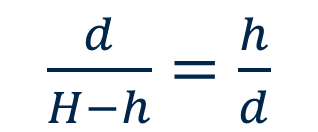 d/(H−h) = h/d